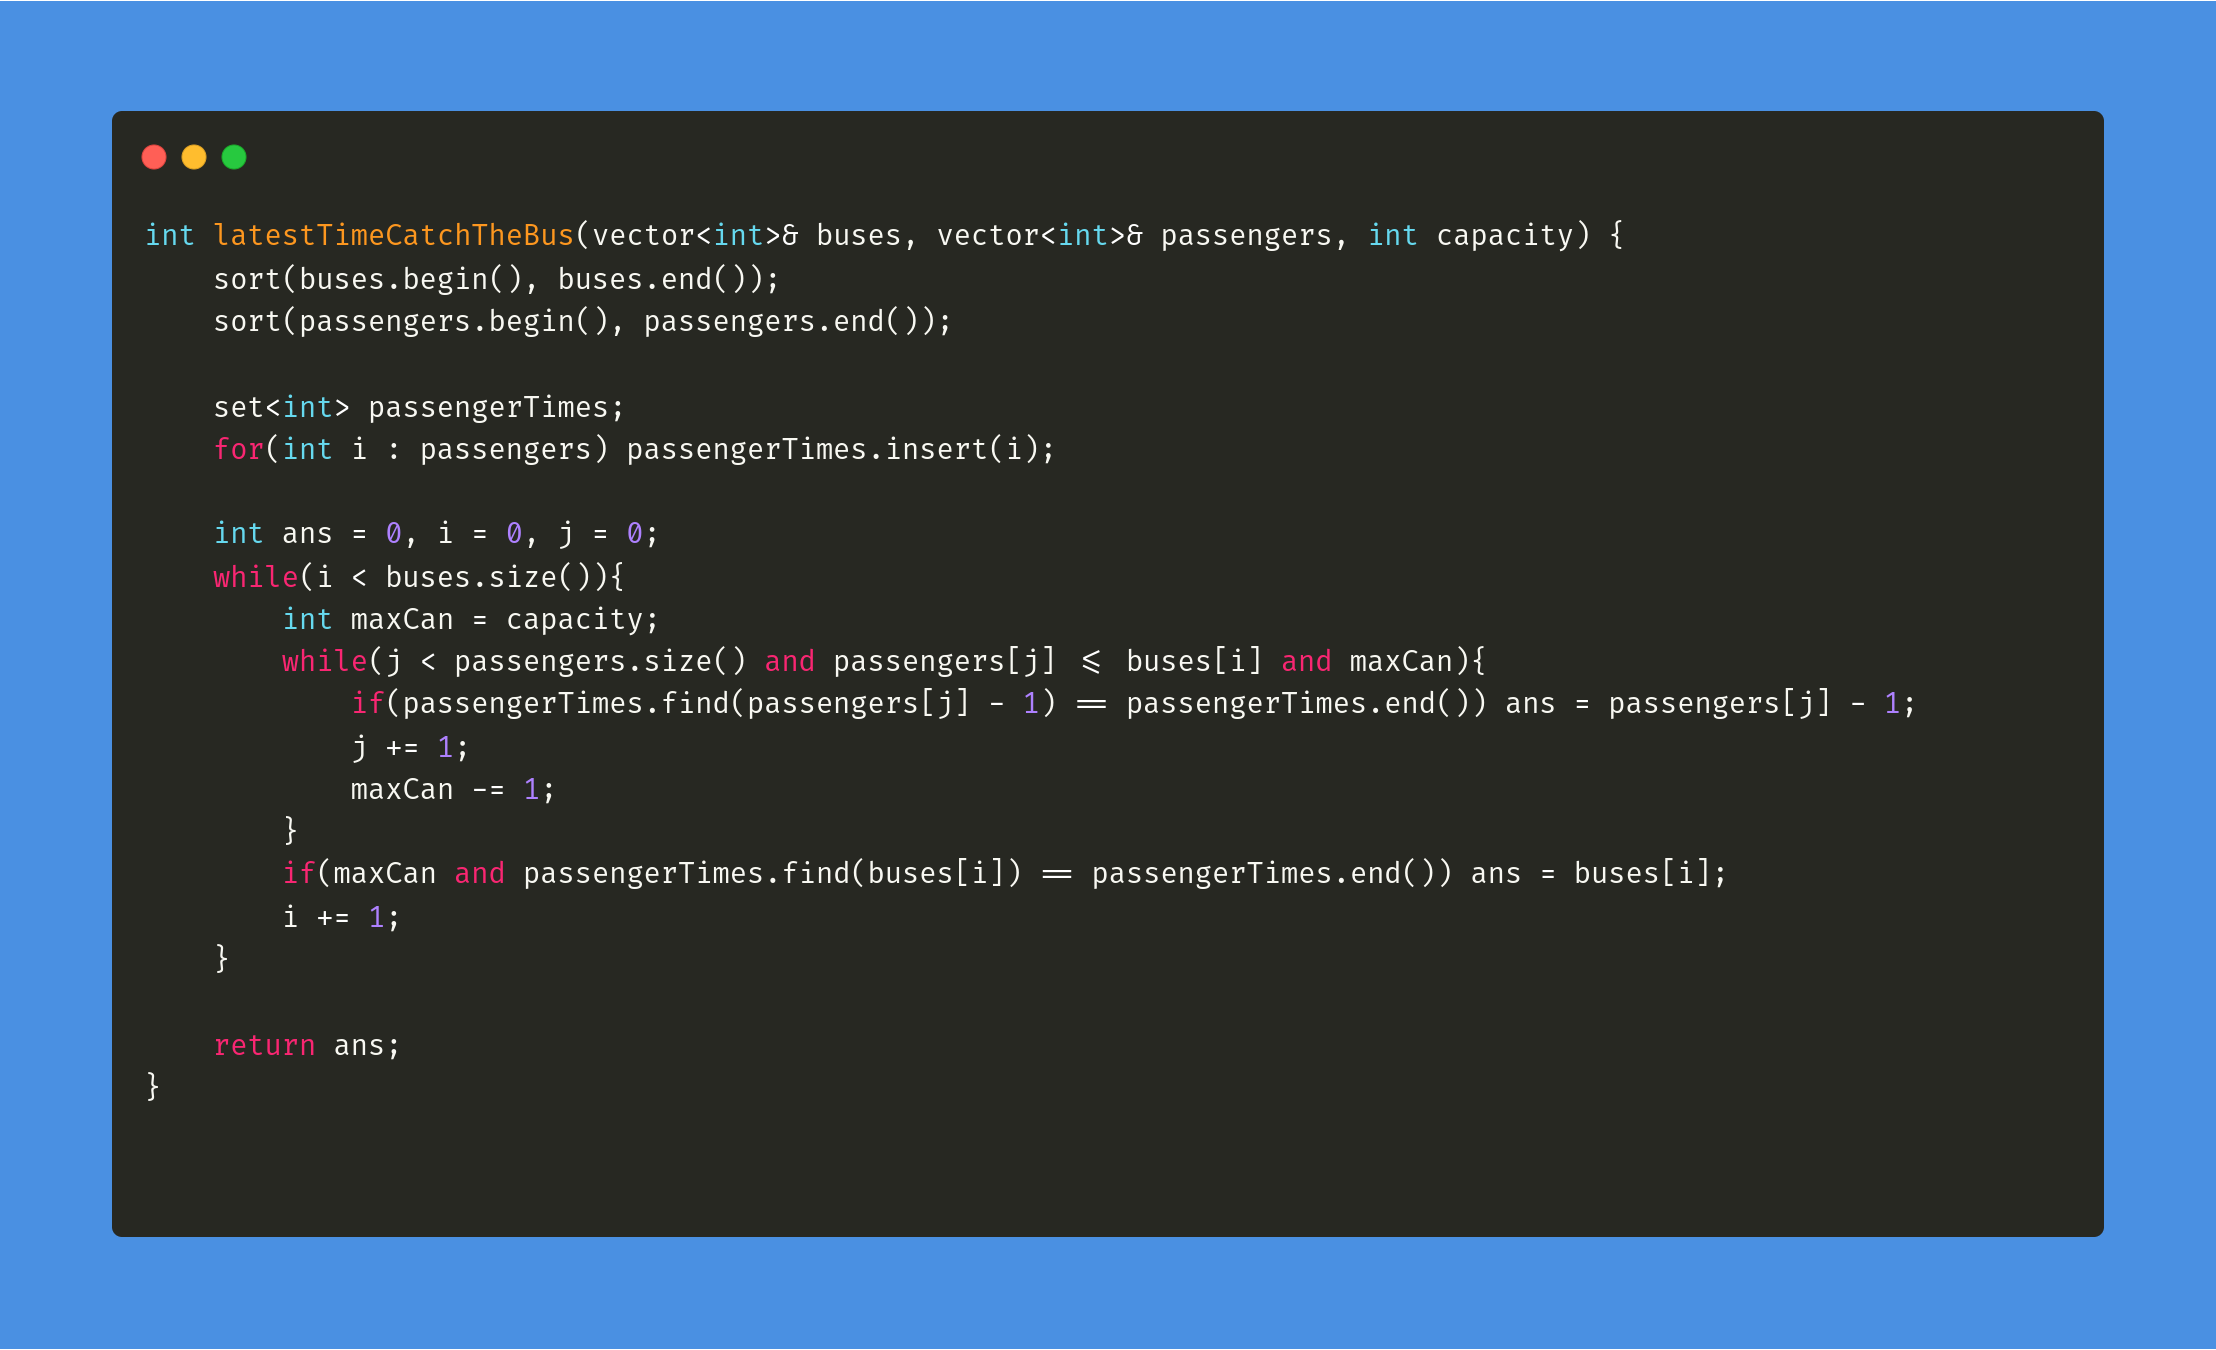 int latestTimeCatchTheBus(vector<int>& buses, vector<int>& passengers, int capacity) {
    sort(buses.begin(), buses.end());
    sort(passengers.begin(), passengers.end());

    set<int> passengerTimes;
    for(int i : passengers) passengerTimes.insert(i);

    int ans = 0, i = 0, j = 0;
    while(i < buses.size()){
        int maxCan = capacity;
        while(j < passengers.size() and passengers[j] <= buses[i] and maxCan){
            if(passengerTimes.find(passengers[j] - 1) == passengerTimes.end()) ans = passengers[j] - 1;
            j += 1;
            maxCan -= 1;
        }
        if(maxCan and passengerTimes.find(buses[i]) == passengerTimes.end()) ans = buses[i];
        i += 1;
    }

    return ans;
}